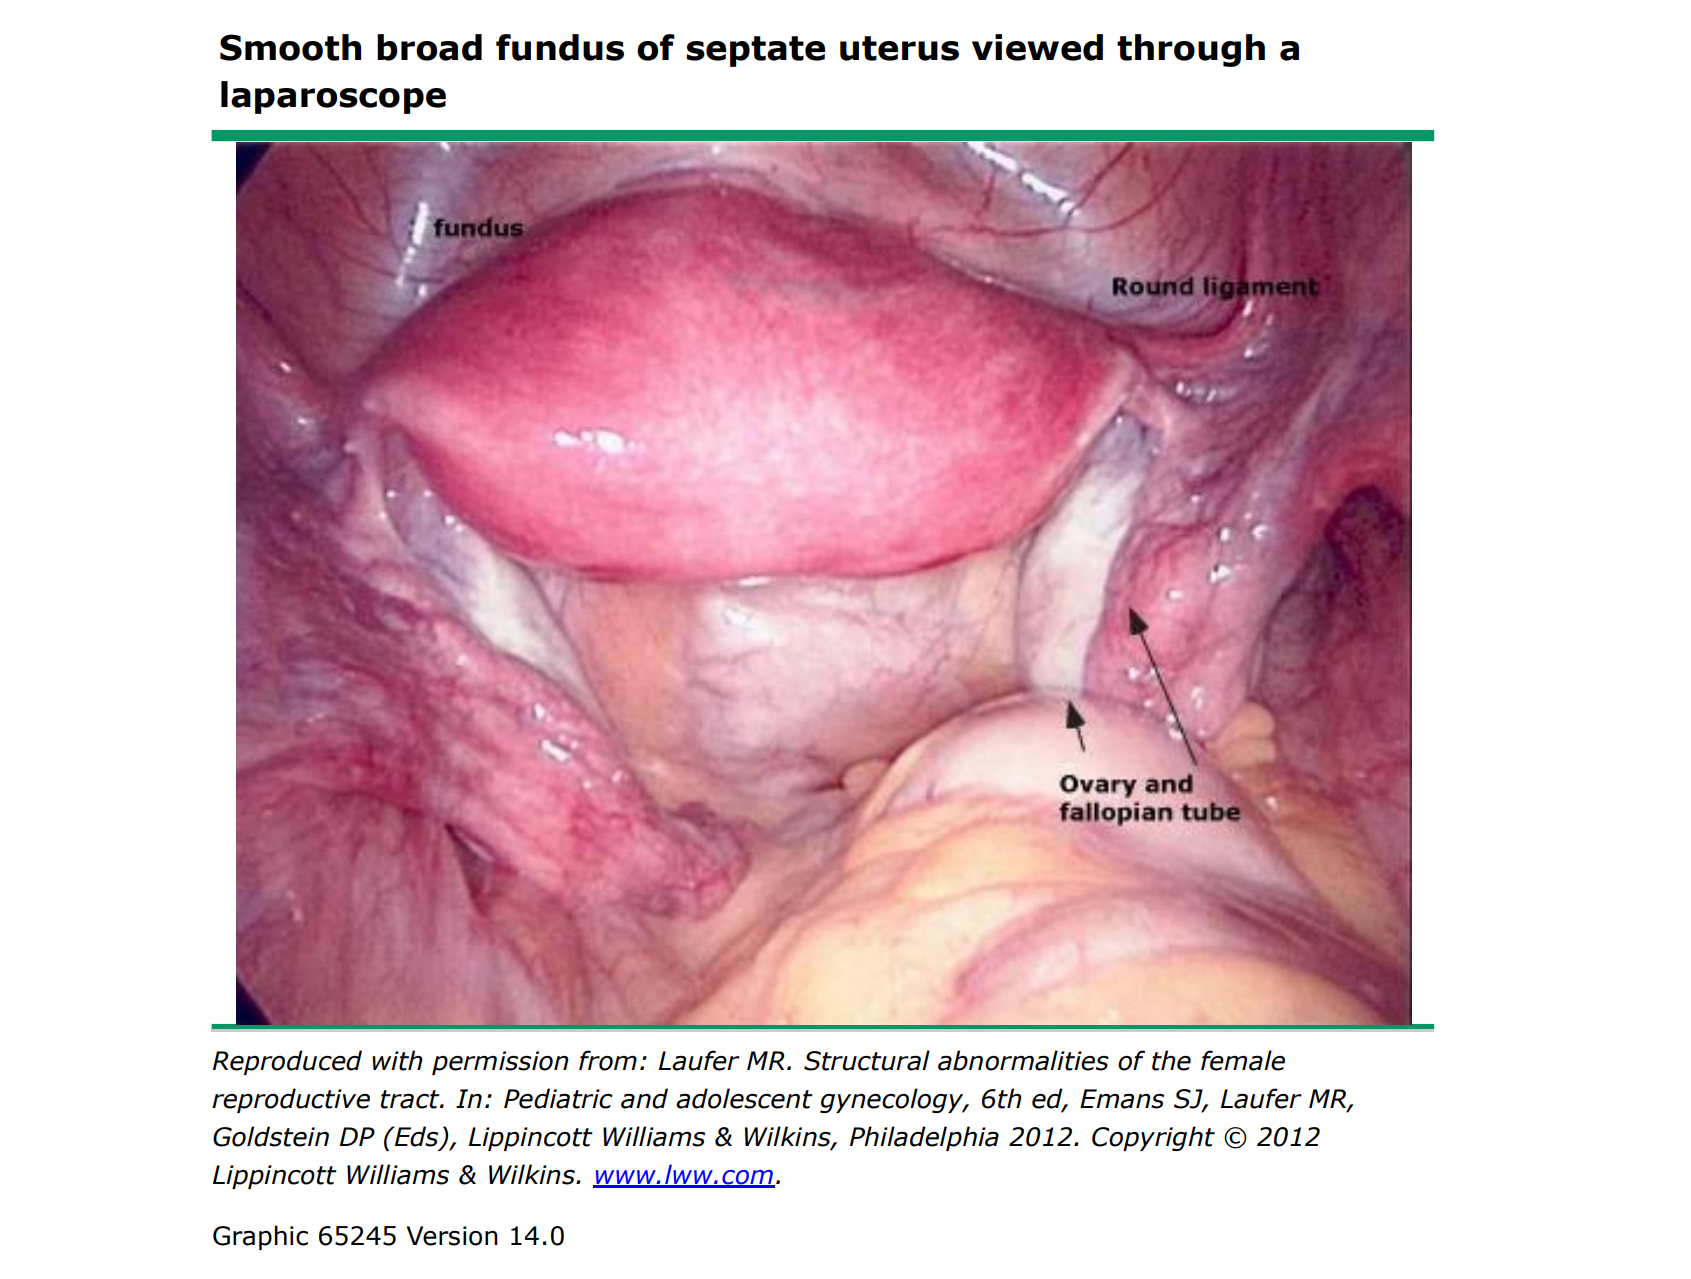 Smooth broad fundus of septate uterus viewed through a
laparoscope
fundus
Round ligament
Ovary and
fallopian tube
Reproduced with permission from: Laufer MR. Structural abnormalities of the female
reproductive tract. In: Pediatric and adolescent gynecology, 6th ed, Emans SJ, Laufer MR,
Goldstein DP (Eds), Lippincott Williams & Wilkins, Philadelphia 2012. Copyright © 2012
Lippincott Williams & Wilkins. www.lww.com.
Graphic 65245 Version 14.0